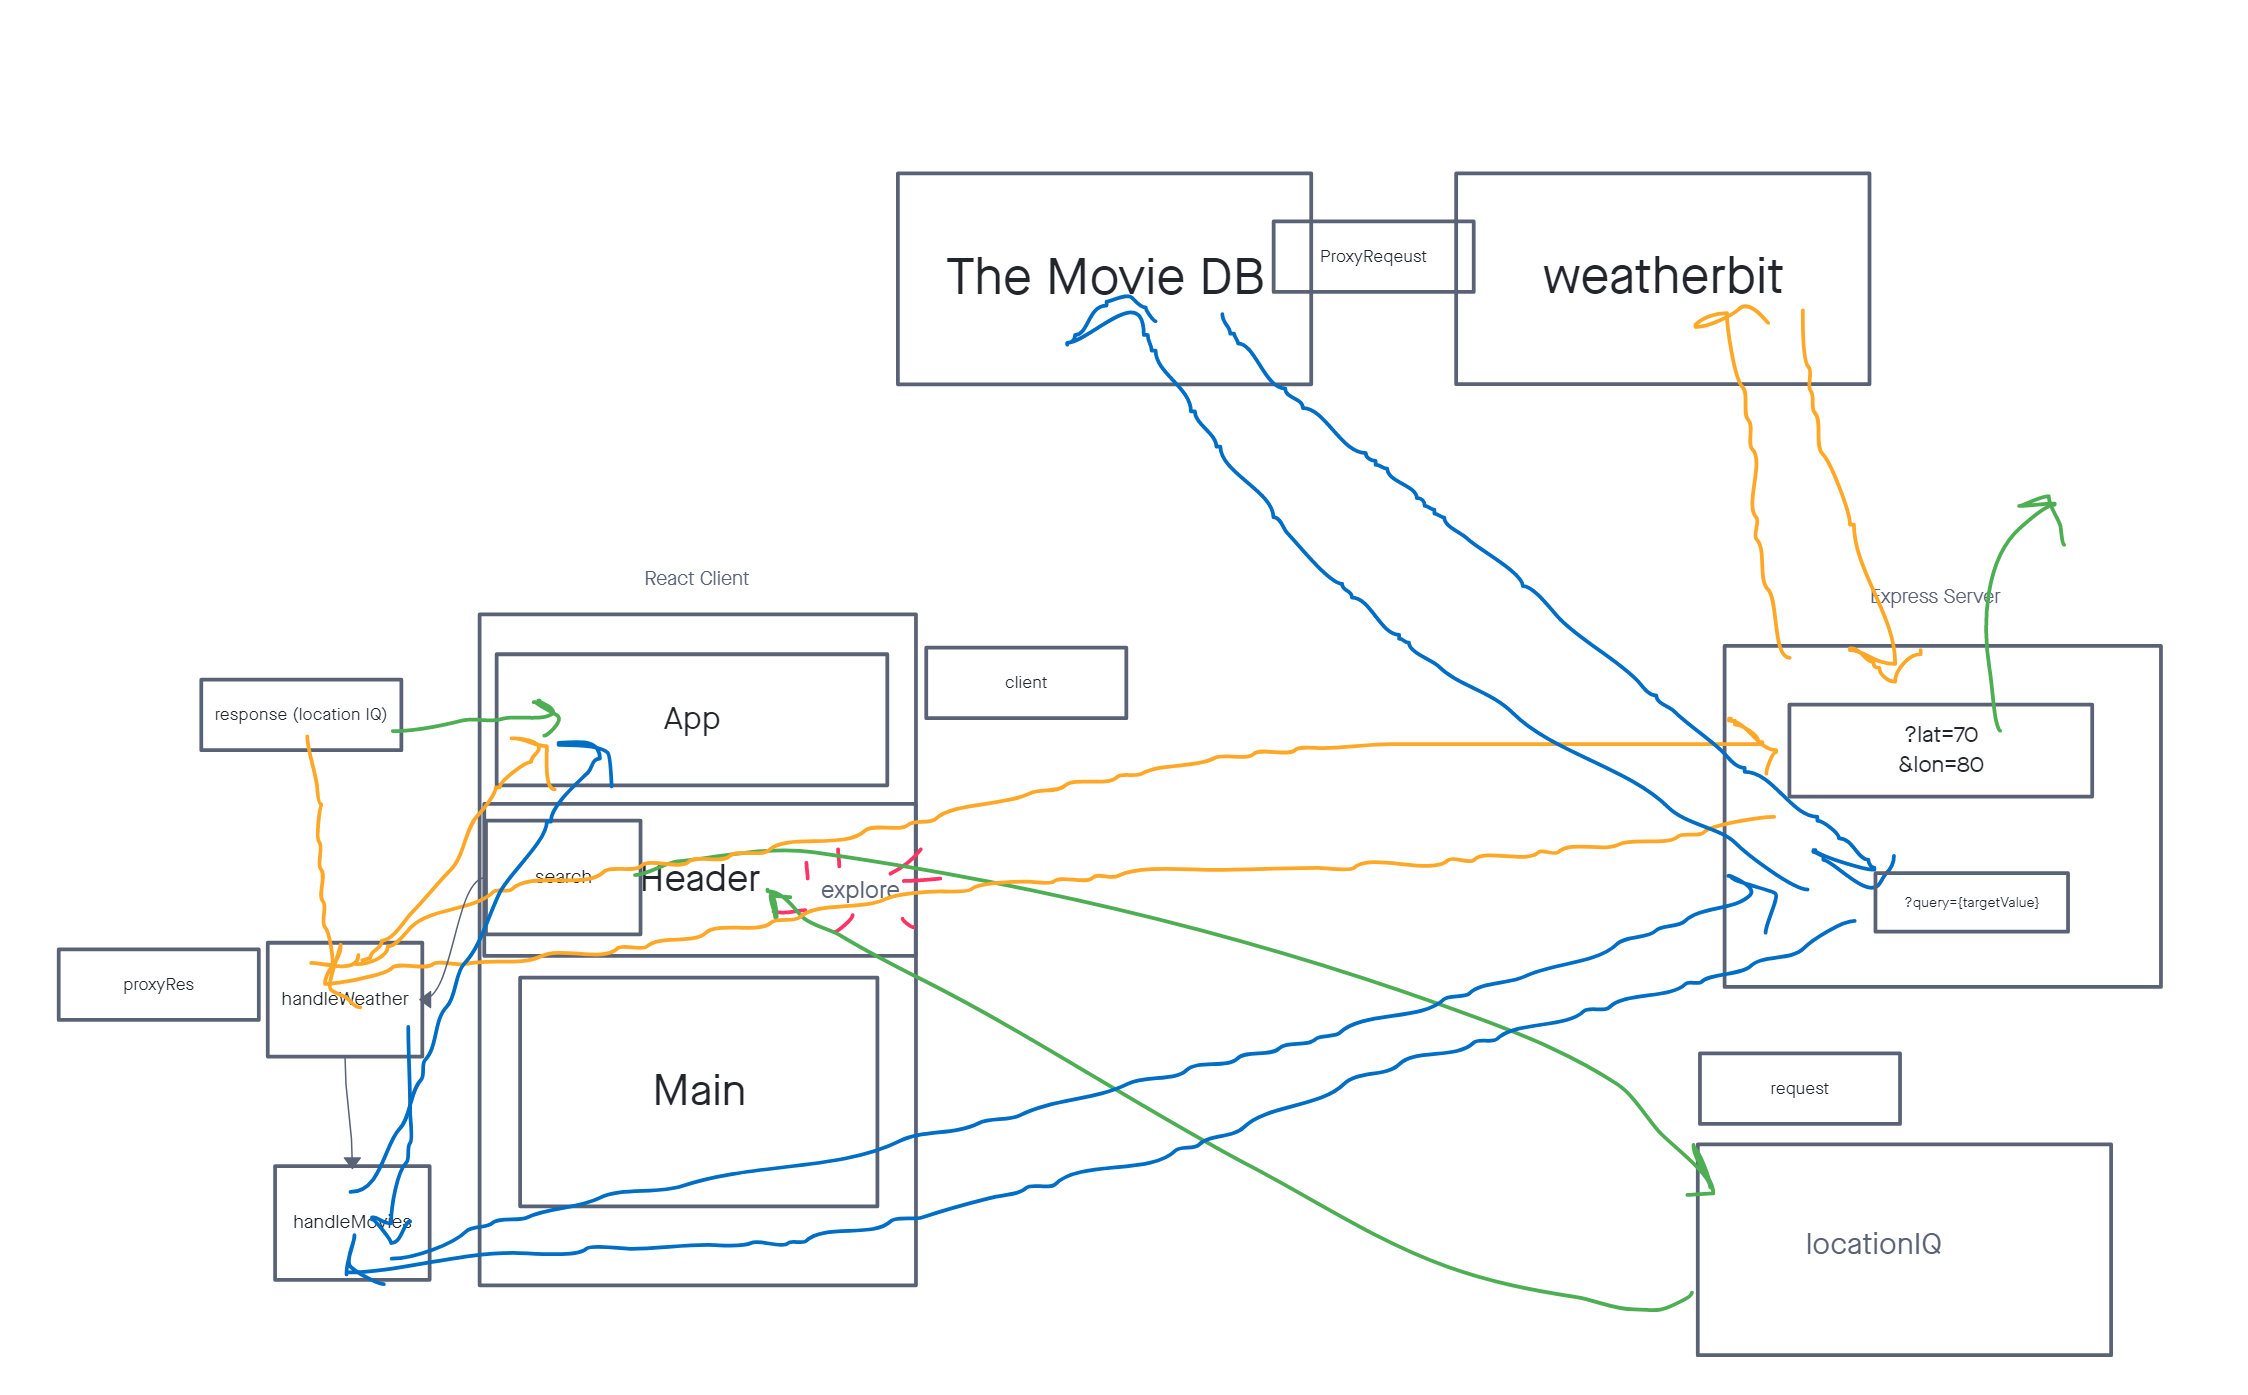 The Movie DB
ProxyReqeust
weatherbit
React Client
Express Server
client
response (location IQ)
App
?lat=70
&lon=80
search
Header
explore
?query={targetValue}
proxyRes
handleWeather
Main
request
handleMovies
locationIQ